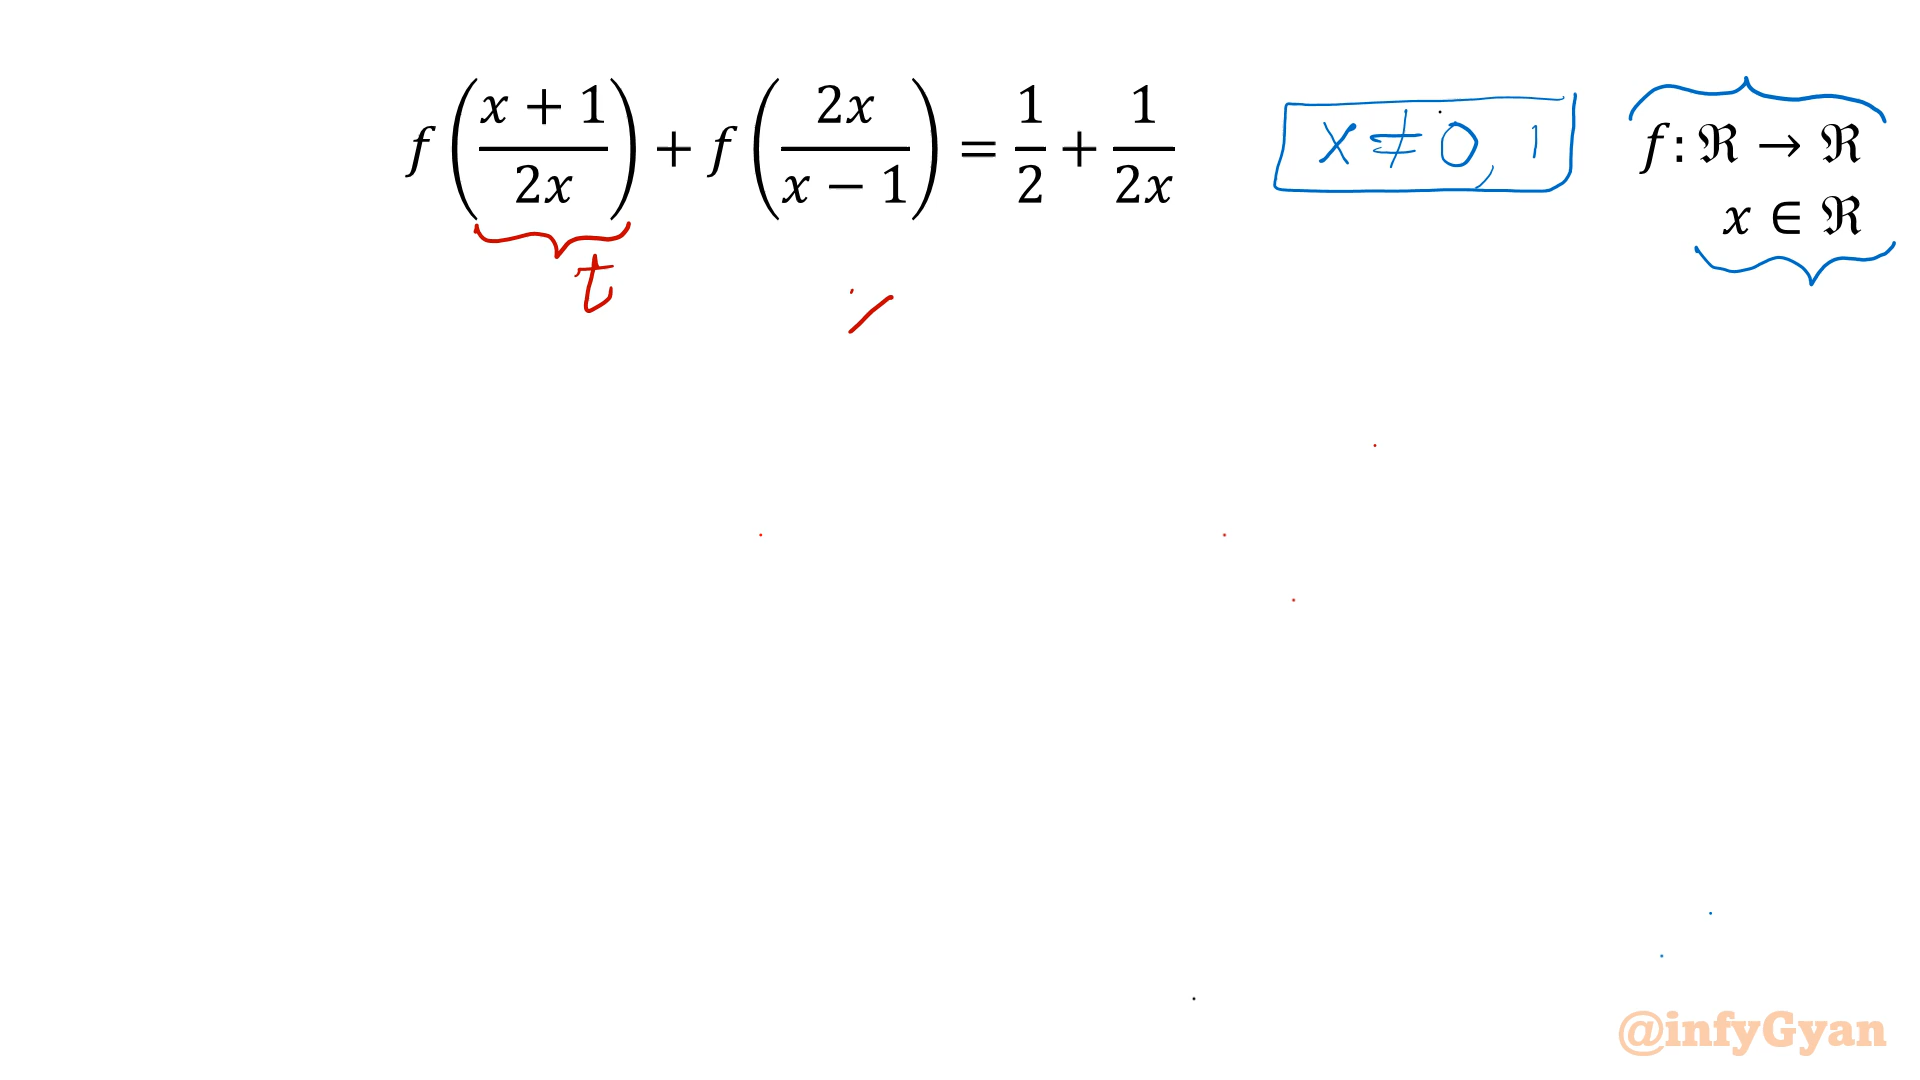 f((x + 1)/(2x)) + f((2x)/(x − 1)) = 1/2 + 1/(2x)
x ≠ 0, 1
f: ℜ → ℜ
x ∈ ℜ
t
@infyGyan